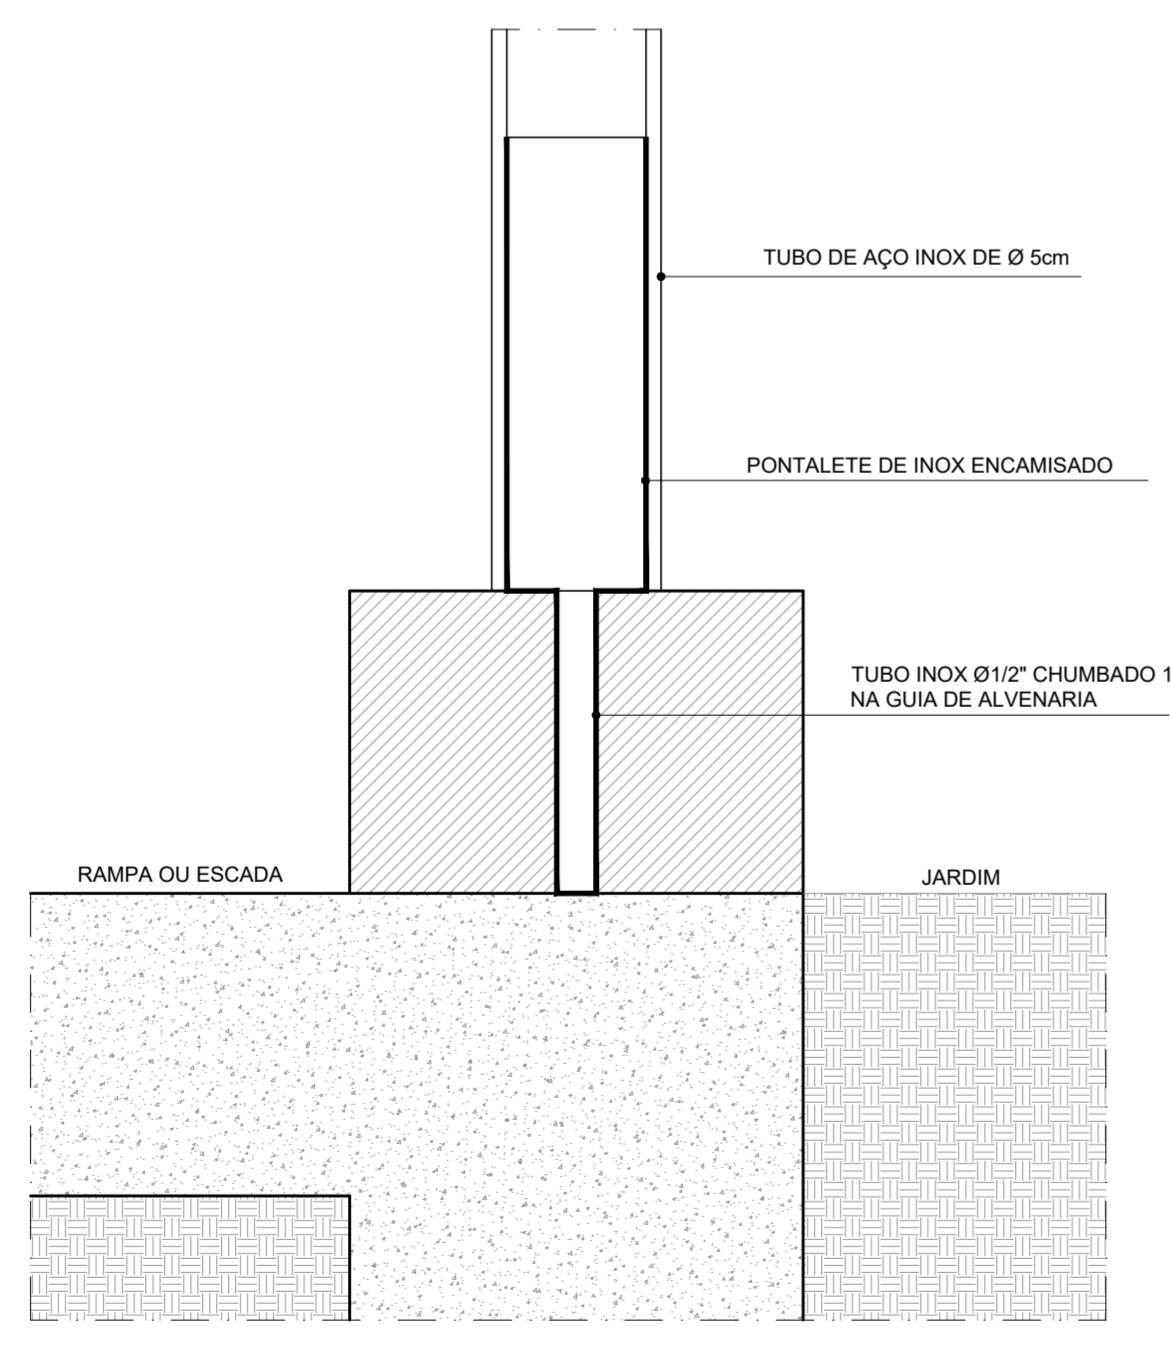 TUBO DE AÇO INOX DE Ø 5cm
PONTALETE DE INOX ENCAMISADO
TUBO INOX Ø1/2" CHUMBADO 1
NA GUIA DE ALVENARIA
RAMPA OU ESCADA
JARDIM